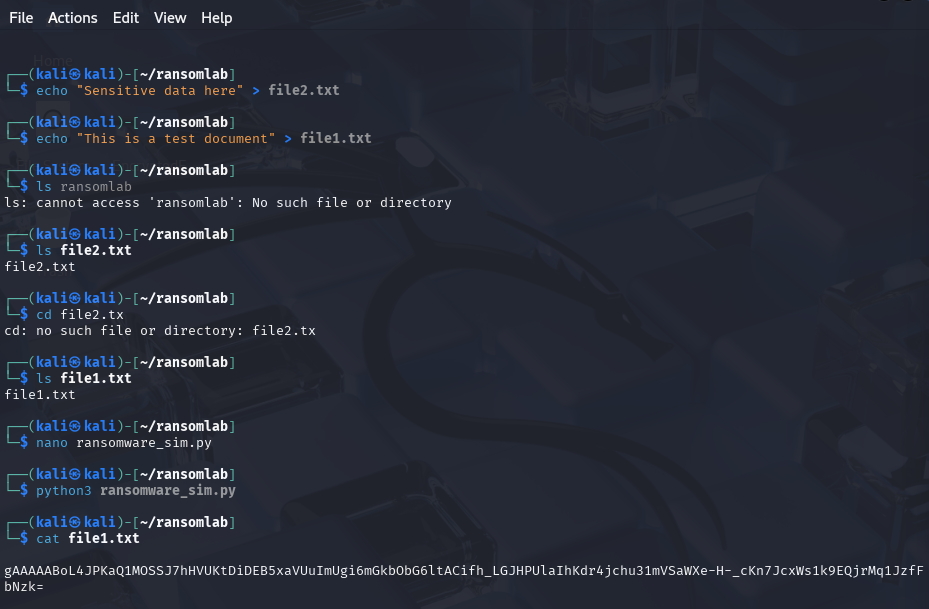 File Actions Edit View Help
Home
┌──(kali㉿kali)-[~/ransomlab]
└─$ echo "Sensitive data here" > file2.txt
┌──(kali㉿kali)-[~/ransomlab]
└─$ echo "This is a test document" > file1.txt
┌──(kali㉿kali)-[~/ransomlab]
└─$ ls ransomlab
ls: cannot access 'ransomlab': No such file or directory
┌──(kali㉿kali)-[~/ransomlab]
└─$ ls file2.txt
file2.txt
┌──(kali㉿kali)-[~/ransomlab]
└─$ cd file2.tx
cd: no such file or directory: file2.tx
┌──(kali㉿kali)-[~/ransomlab]
└─$ ls file1.txt
file1.txt
┌──(kali㉿kali)-[~/ransomlab]
└─$ nano ransomware_sim.py
┌──(kali㉿kali)-[~/ransomlab]
└─$ python3 ransomware_sim.py
┌──(kali㉿kali)-[~/ransomlab]
└─$ cat file1.txt
gAAAAABoL4JPKaQ1MOSSJ7hHVUKtDiDEB5xaVUuImUgi6mGkbObG6ltACifh_LGJHPUlaIhKdr4jchu31mVSaWXe-H-_cKn7JcxWs1k9EQjrMq1JzfF
bNzk=